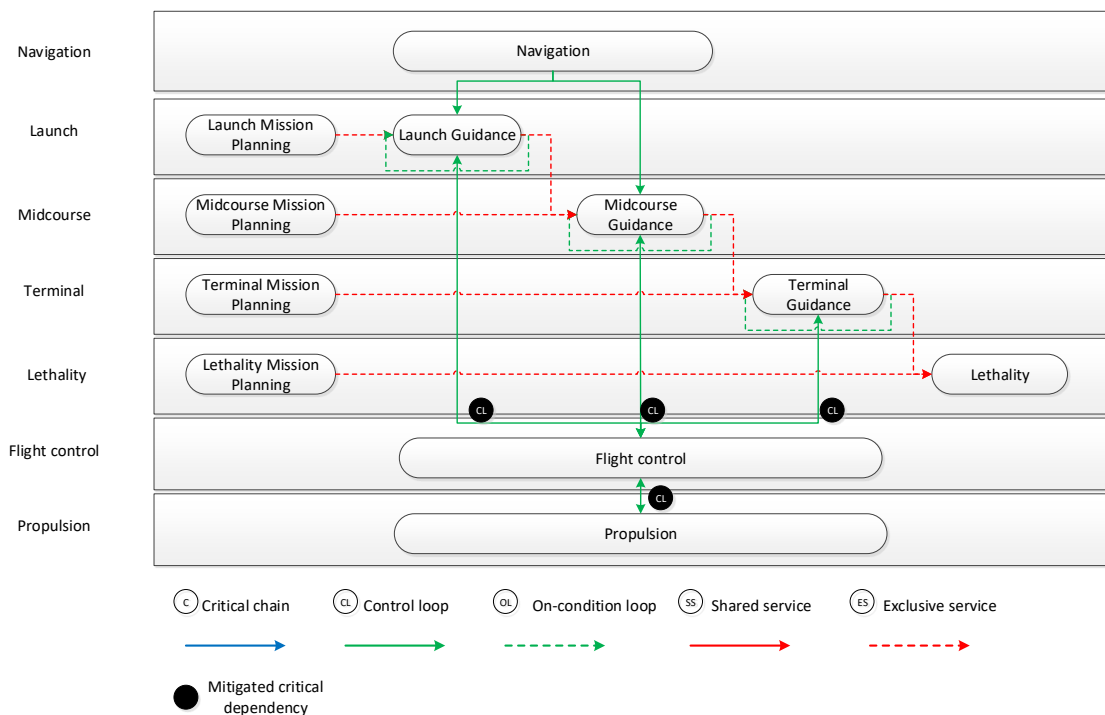 Navigation
Navigation
Launch
Launch Mission
Planning
Launch Guidance
Midcourse
Midcourse Mission
Planning
Midcourse
Guidance
Terminal
Terminal Mission
Planning
Terminal
Guidance
Lethality
Lethality Mission
Planning
Lethality
CL
CL
CL
Flight control
Flight control
CL
Propulsion
Propulsion
C Critical chain
CL Control loop
OL On-condition loop
SS Shared service
ES Exclusive service
Mitigated critical
dependency